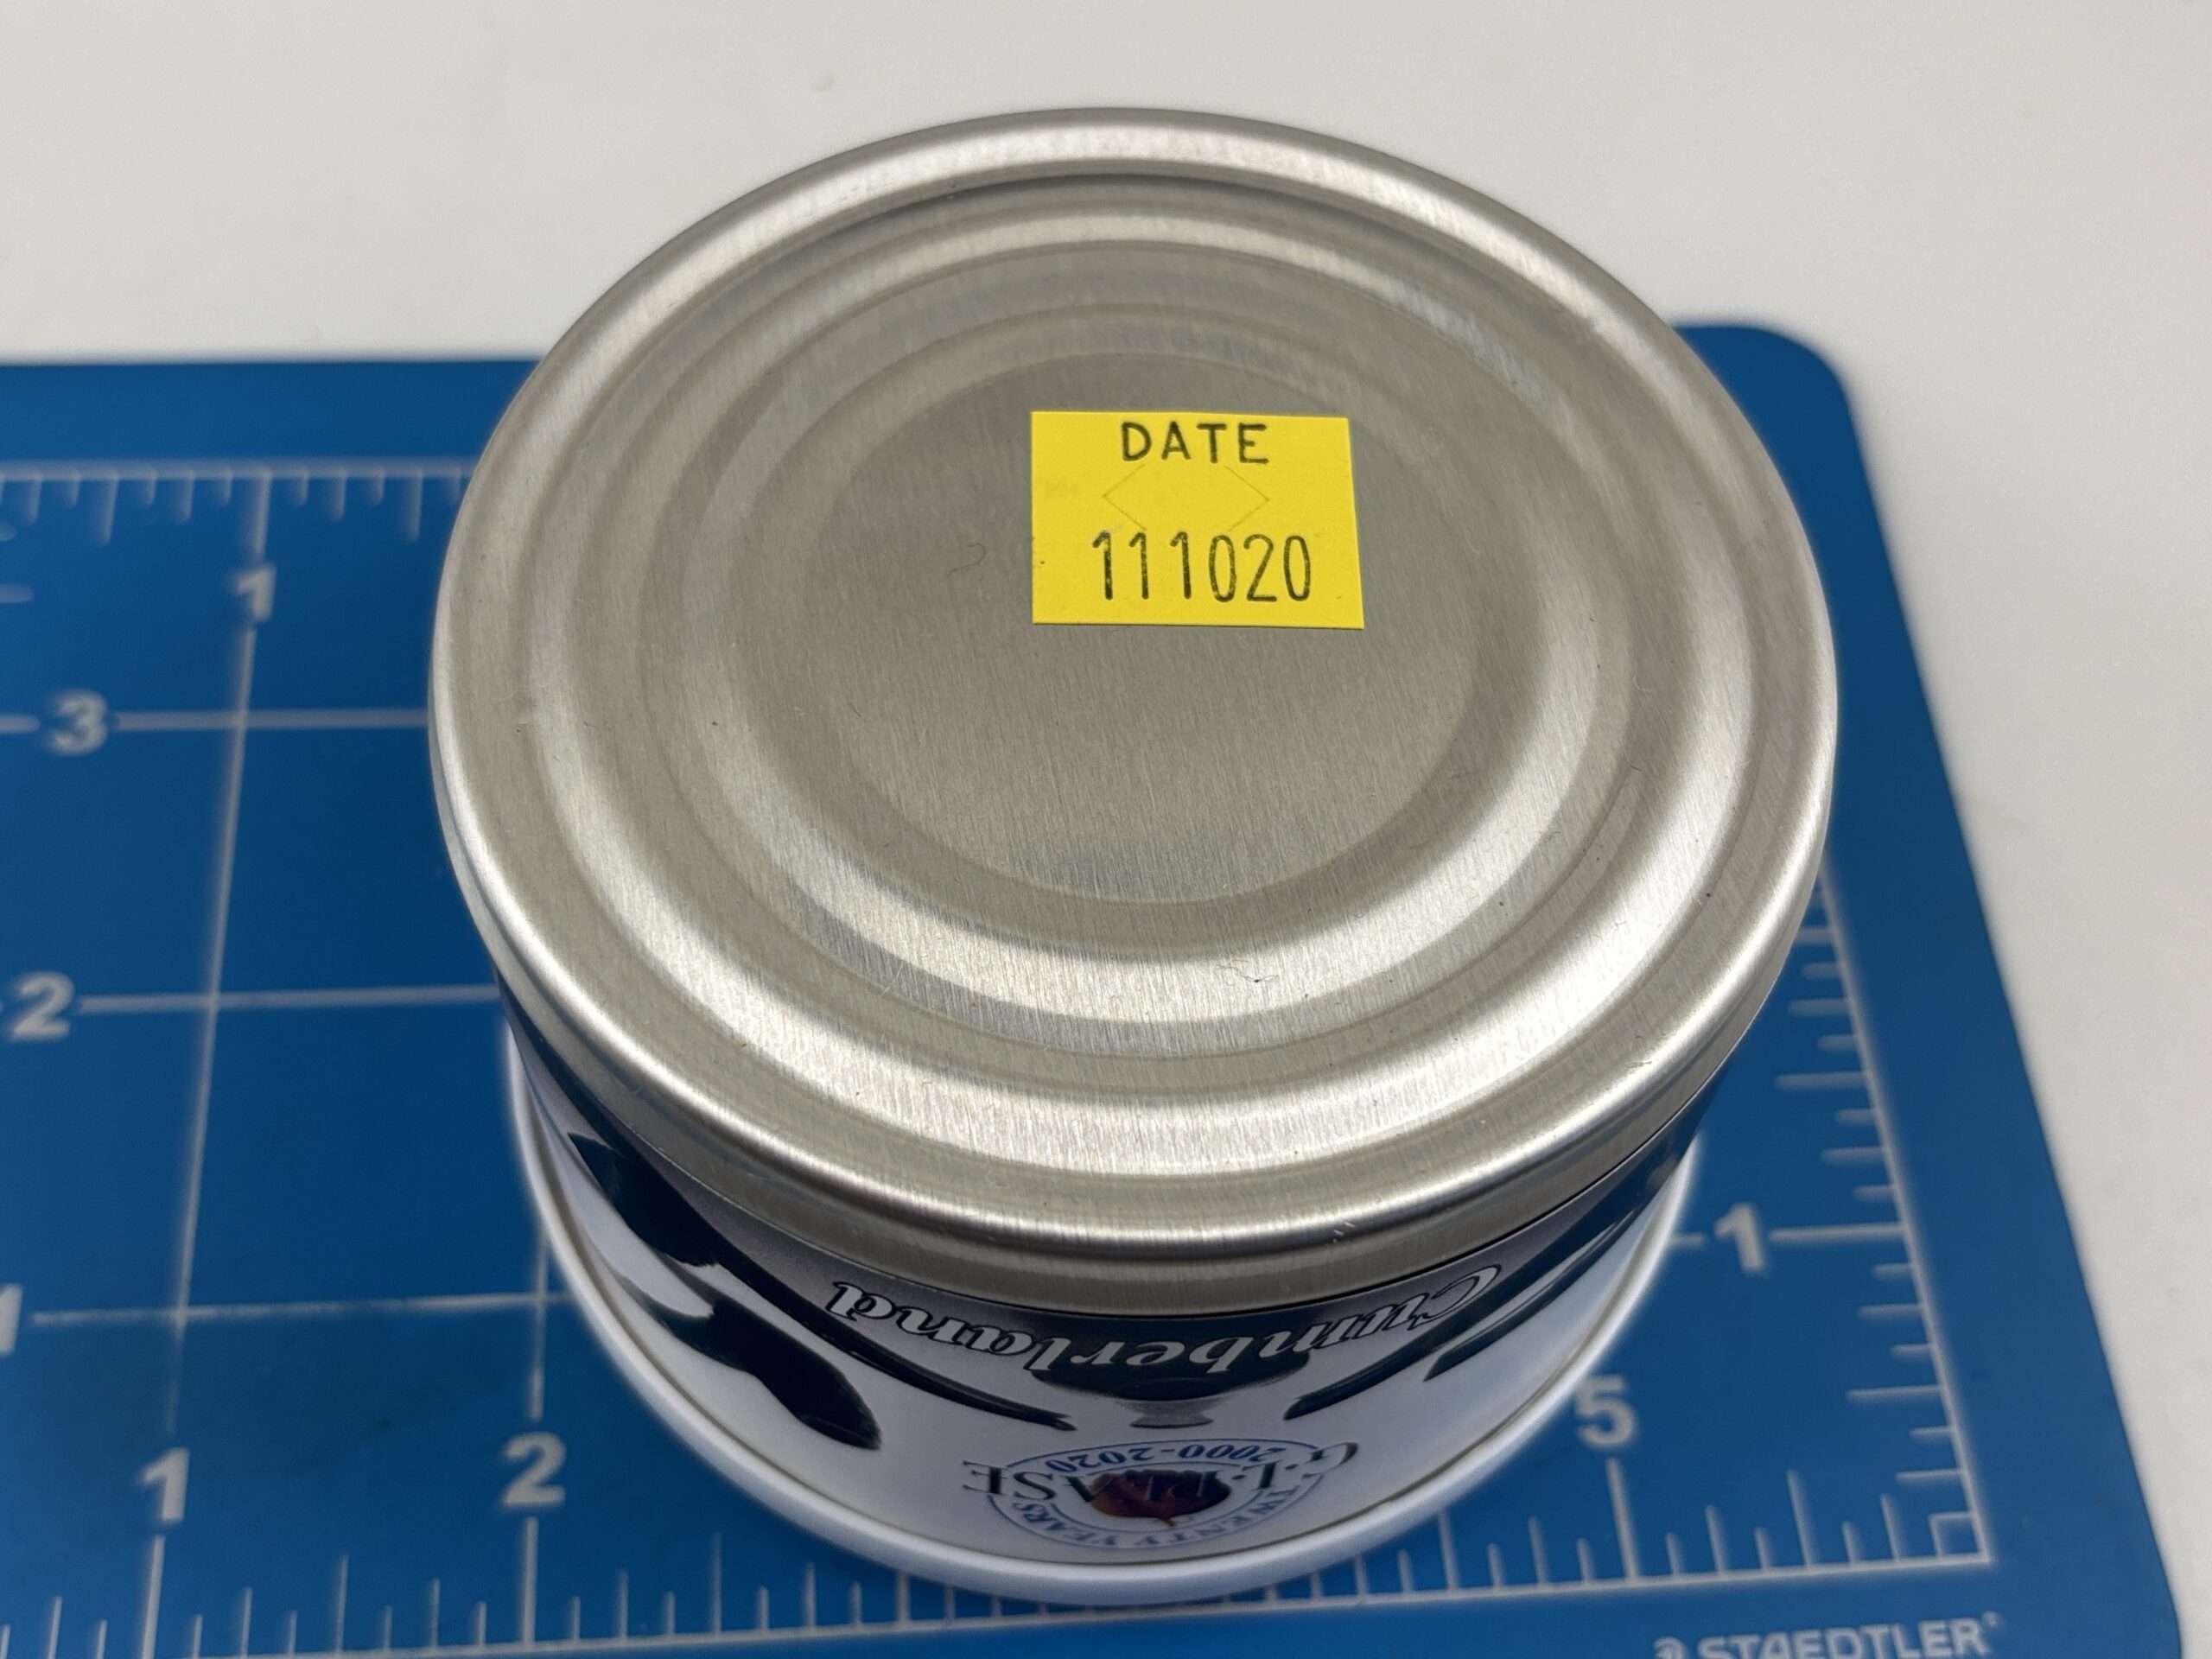 DATE
111020
Cumberland
G·L·PEASE
2000-2020
TWENTY YEARS
1
3
2
1
1
2
5
1
STAEDTLER